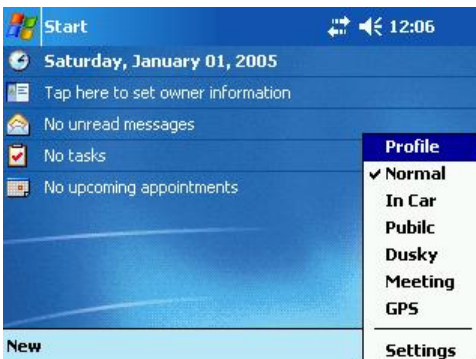 Start 12:06
Saturday, January 01, 2005
Tap here to set owner information
No unread messages
No tasks
No upcoming appointments
Profile
Normal
In Car
Pubilc
Dusky
Meeting
GPS
Settings
New